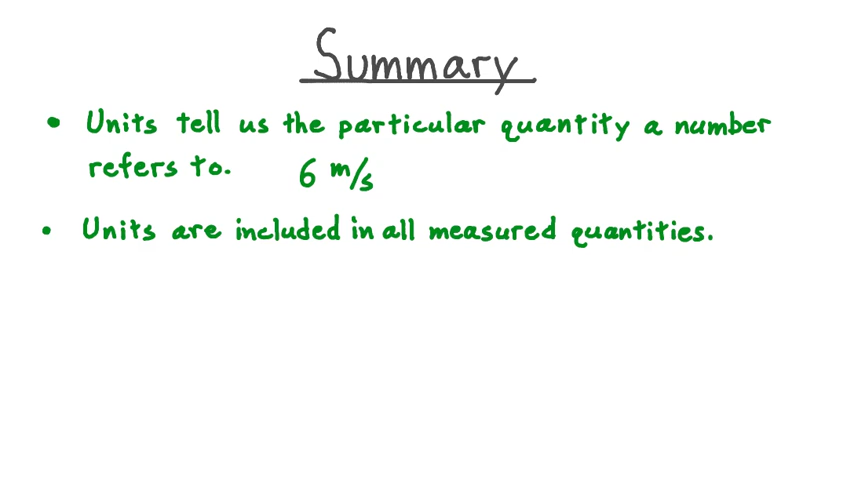 Summary
• Units tell us the particular quantity a number
refers to. 6 m/s
• Units are included in all measured quantities.